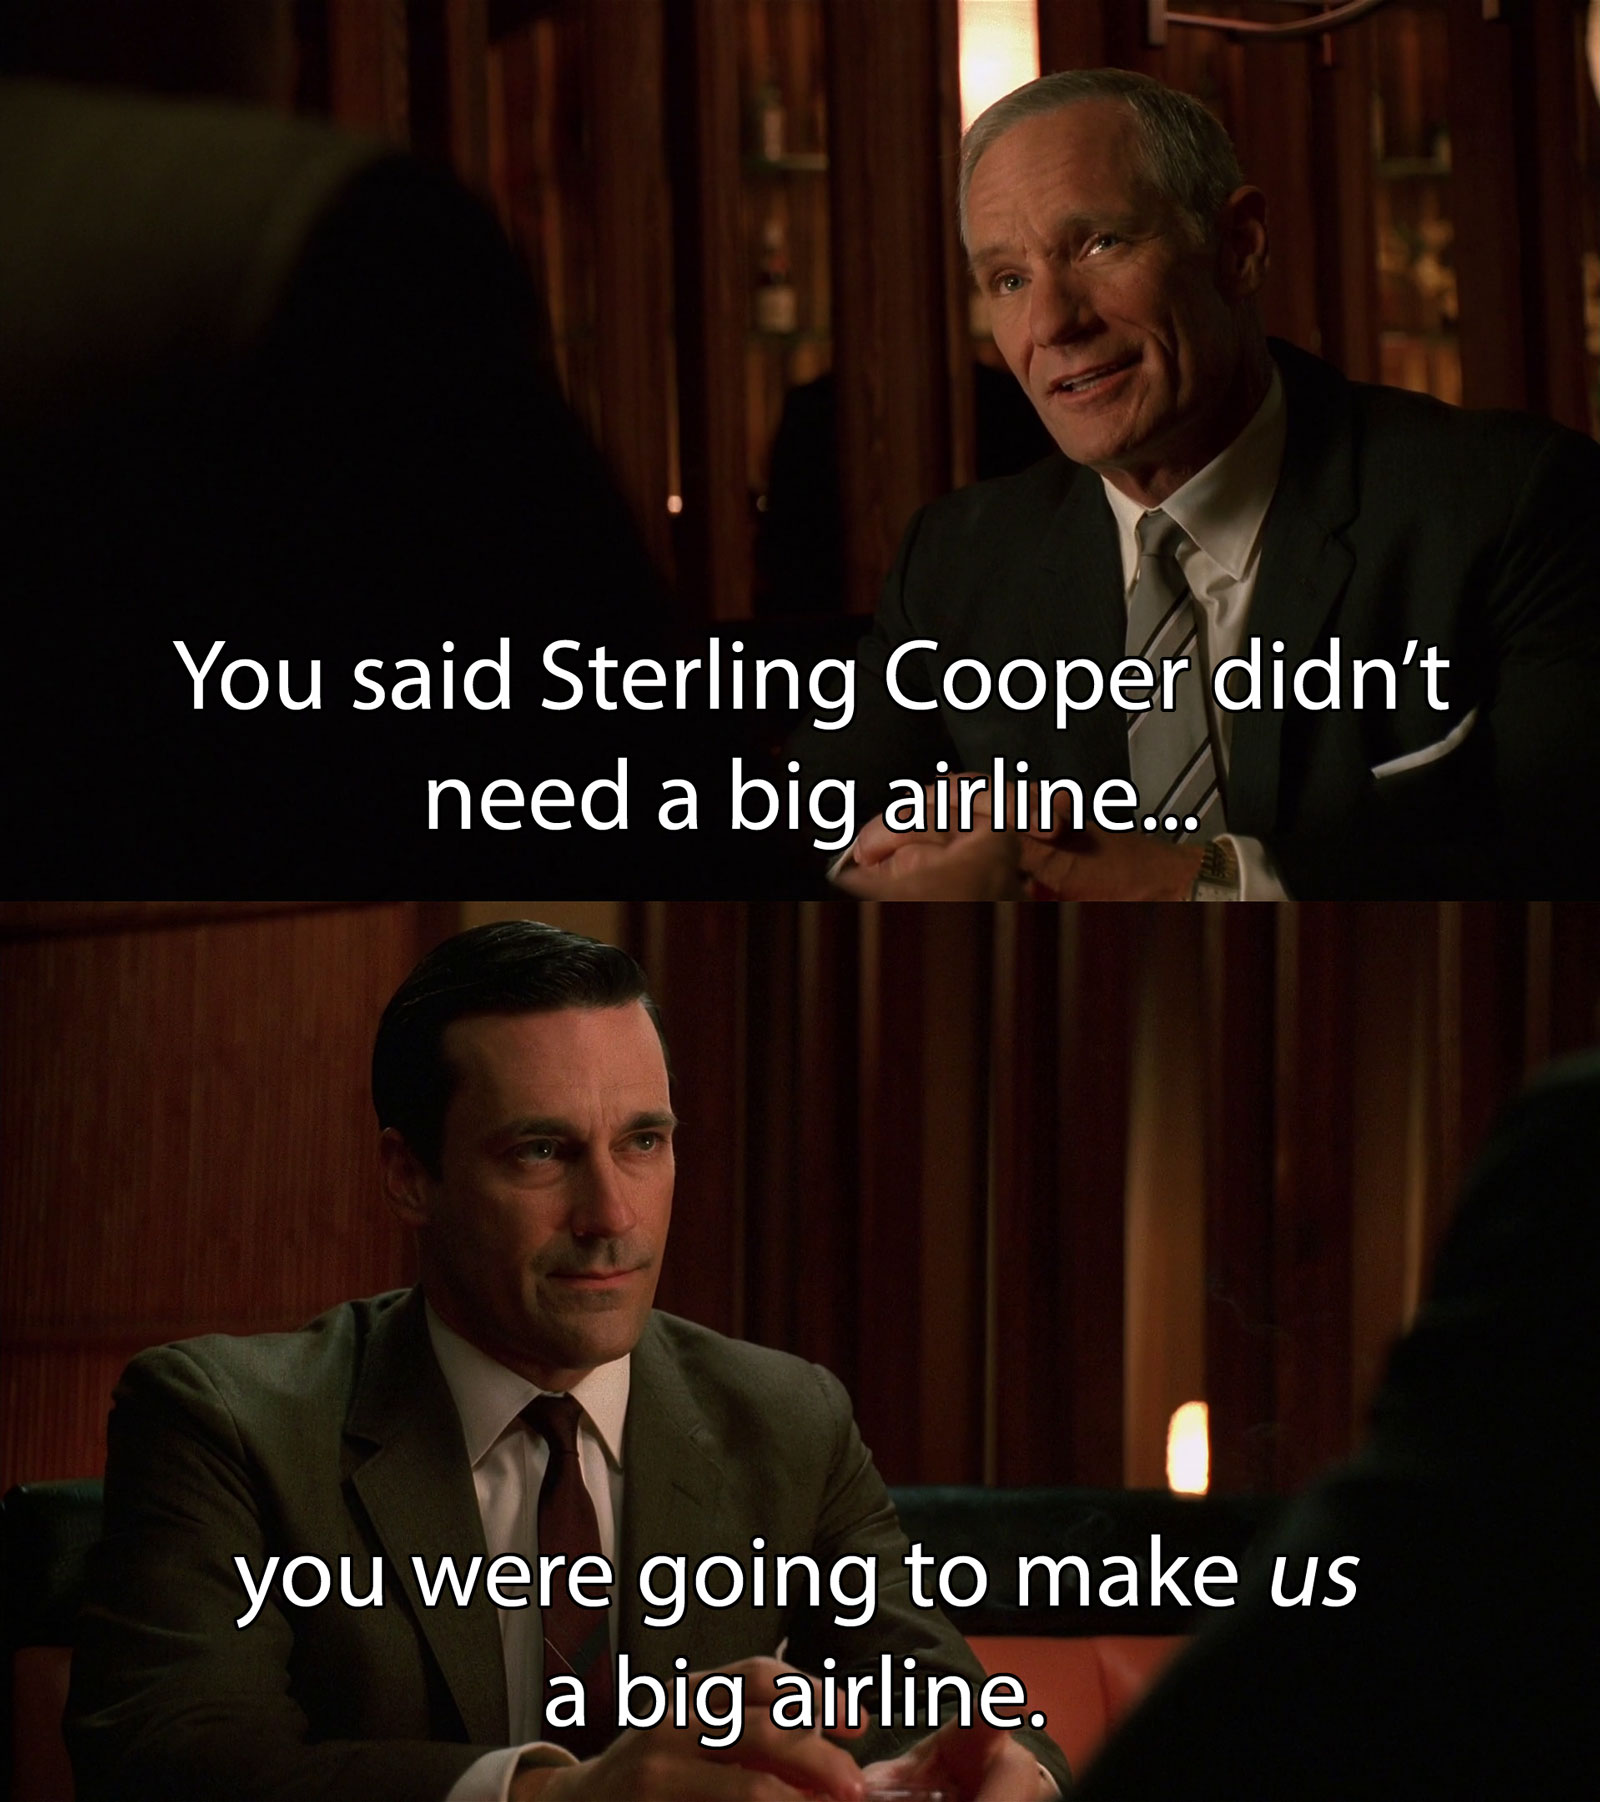 You said Sterling Cooper didn’t
need a big airline...
you were going to make us
a big airline.